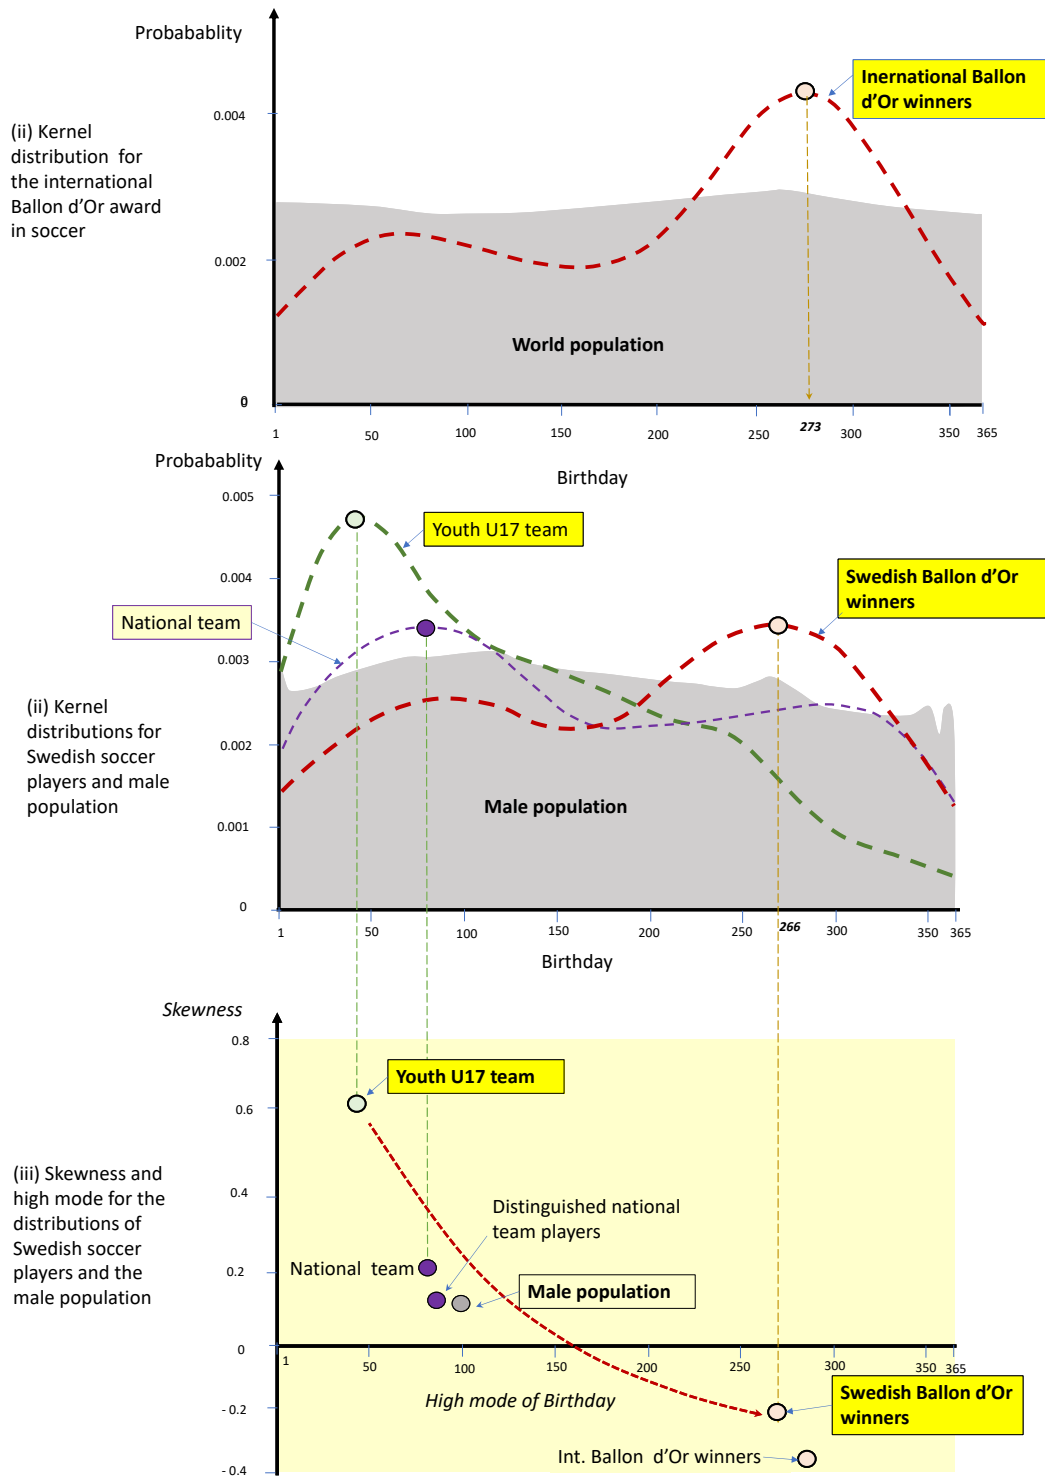 Probabablity
Inernational Ballon
d'Or winners
0.004
(ii) Kernel
distribution for
the international
Ballon d'Or award
in soccer
0.002
World population
0
1
50
100
150
200
250
273
300
350
365
Birthday
Probabablity
0.005
Youth U17 team
0.004
Swedish Ballon d'Or
winners
National team
0.003
(ii) Kernel
distributions for
Swedish soccer
players and male
population
0.002
Male population
0.001
0
1
50
100
150
200
250
266
300
350
365
Birthday
Skewness
0.8
Youth U17 team
0.6
(iii) Skewness and
high mode for the
distributions of
Swedish soccer
players and the
male population
0.4
Distinguished national
team players
National team
0.2
Male population
0
1
50
100
150
200
250
300
350
365
High mode of Birthday
Swedish Ballon d'Or
winners
- 0.2
Int. Ballon d'Or winners
- 0.4